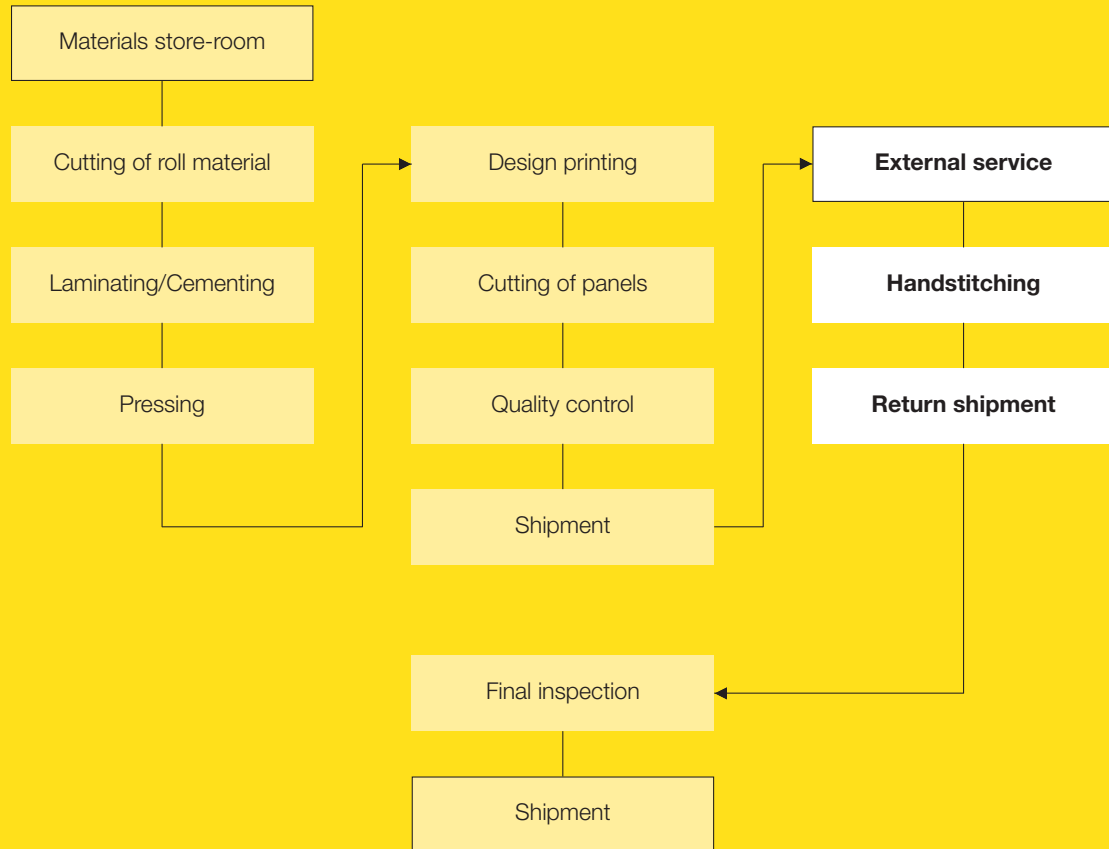 Materials store-room
Cutting of roll material
Laminating/Cementing
Pressing
Design printing
Cutting of panels
Quality control
Shipment
External service
Handstitching
Return shipment
Final inspection
Shipment